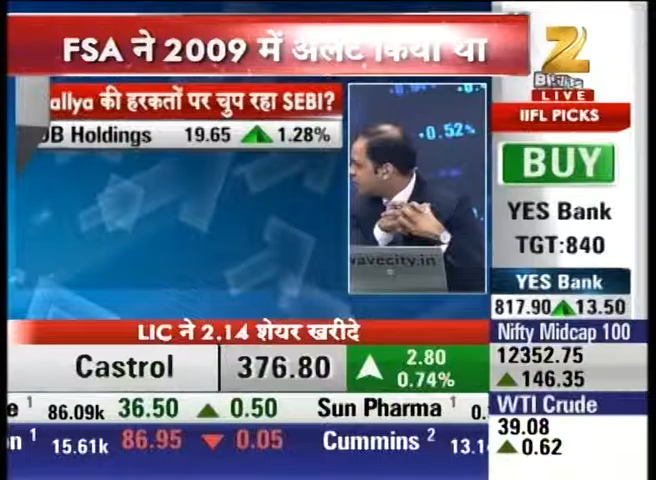 FSA ने 2009 में अलर्ट किया था
allya की हरकतों पर चुप रहा SEBI?
B Holdings 19.65 1.28%
LIVE
IIFL PICKS
BUY
YES Bank
TGT:840
YES Bank
817.90 13.50
+0.52%
wavecity.in
LIC ने 2.14 शेयर खरीदे
Castrol 376.80 2.80 0.74%
Nifty Midcap 100
12352.75
146.35
WTI Crude
39.08
0.62
e 1 86.09k 36.50 0.50 Sun Pharma 1 0.
n 1 15.61k 86.95 0.05 Cummins 2 13.1